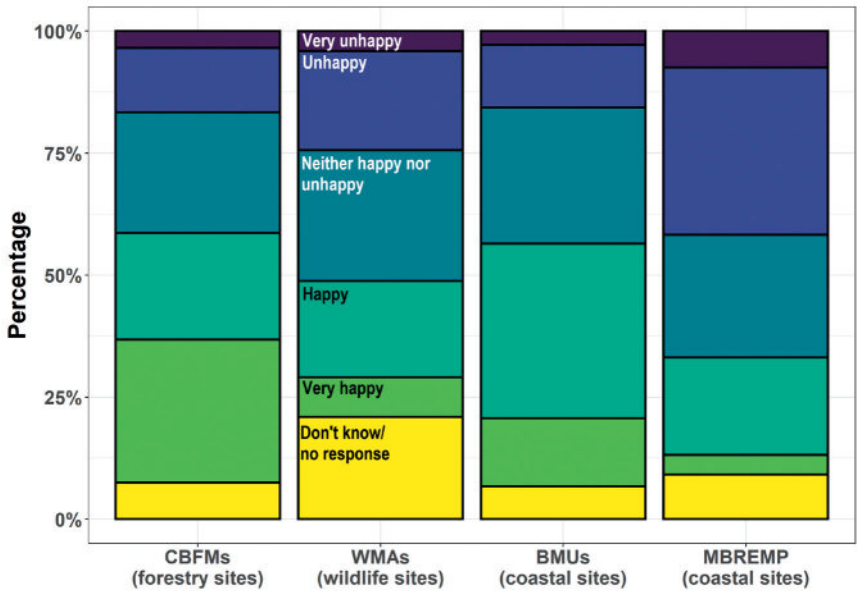 100%
75%
50%
25%
0%
Percentage
Very unhappy
Unhappy
Neither happy nor
unhappy
Happy
Very happy
Don't know/
no response
CBFMs
(forestry sites)
WMAs
(wildlife sites)
BMUs
(coastal sites)
MBREMP
(coastal sites)